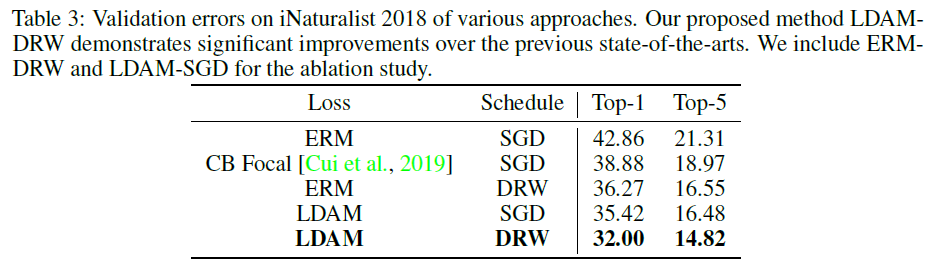 Table 3: Validation errors on iNaturalist 2018 of various approaches. Our proposed method LDAM-
DRW demonstrates significant improvements over the previous state-of-the-arts. We include ERM-
DRW and LDAM-SGD for the ablation study.
Loss Schedule Top-1 Top-5
ERM SGD 42.86 21.31
CB Focal [Cui et al., 2019] SGD 38.88 18.97
ERM DRW 36.27 16.55
LDAM SGD 35.42 16.48
LDAM DRW 32.00 14.82